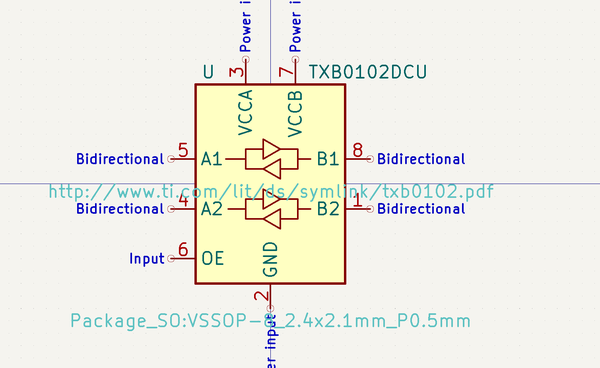 Power i
Power i
U
3
7
TXB0102DCU
VCCA
VCCB
Bidirectional
5
A1
B1
8
Bidirectional
http://www.ti.com/lit/ds/symlink/txb0102.pdf
Bidirectional
4
A2
B2
1
Bidirectional
Input
6
OE
GND
2
Package_SO:VSSOP-8_2.4x2.1mm_P0.5mm
er input